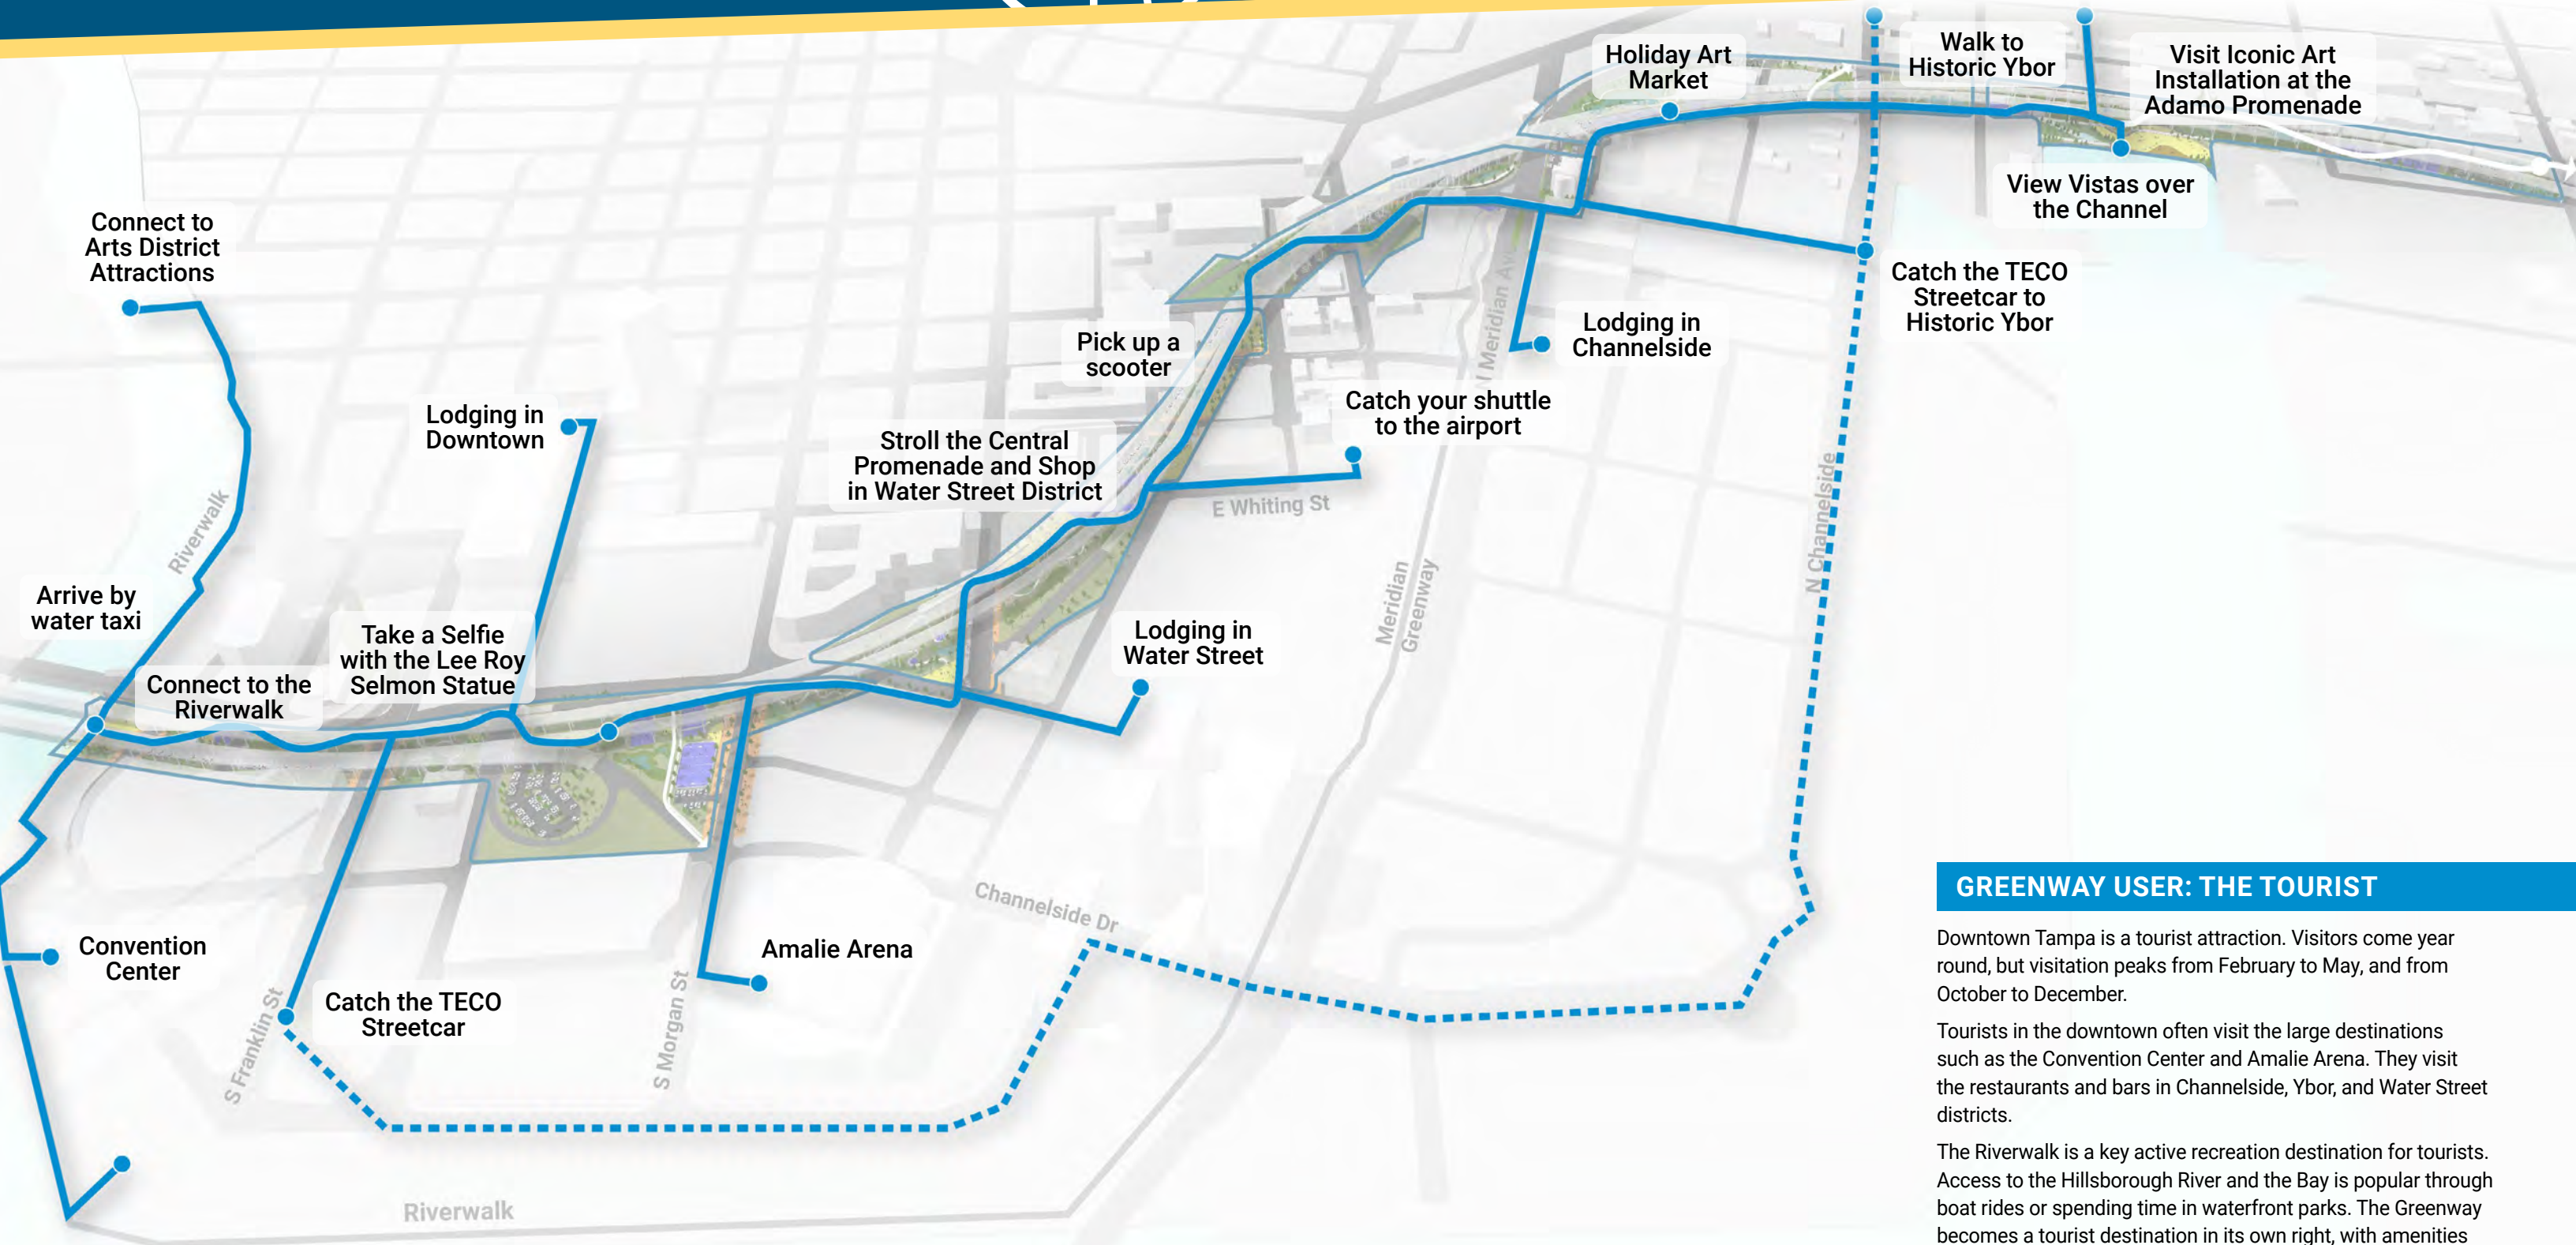 Holiday Art
Market
Walk to
Historic Ybor
Visit Iconic Art
Installation at the
Adamo Promenade
View Vistas over
the Channel
Connect to
Arts District
Attractions
Catch the TECO
Streetcar to
Historic Ybor
N Meridian Av
Lodging in
Channelside
Pick up a
scooter
Catch your shuttle
to the airport
Lodging in
Downtown
Stroll the Central
Promenade and Shop
in Water Street District
E Whiting St
N Channelside
Riverwalk
Meridian
Greenway
Arrive by
water taxi
Take a Selfie
with the Lee Roy
Selmon Statue
Lodging in
Water Street
Connect to the
Riverwalk
Channelside Dr
Convention
Center
Amalie Arena
Catch the TECO
Streetcar
S Franklin St
S Morgan St
Riverwalk
GREENWAY USER: THE TOURIST
Downtown Tampa is a tourist attraction. Visitors come year
round, but visitation peaks from February to May, and from
October to December.
Tourists in the downtown often visit the large destinations
such as the Convention Center and Amalie Arena. They visit
the restaurants and bars in Channelside, Ybor, and Water Street
districts.
The Riverwalk is a key active recreation destination for tourists.
Access to the Hillsborough River and the Bay is popular through
boat rides or spending time in waterfront parks. The Greenway
becomes a tourist destination in its own right, with amenities